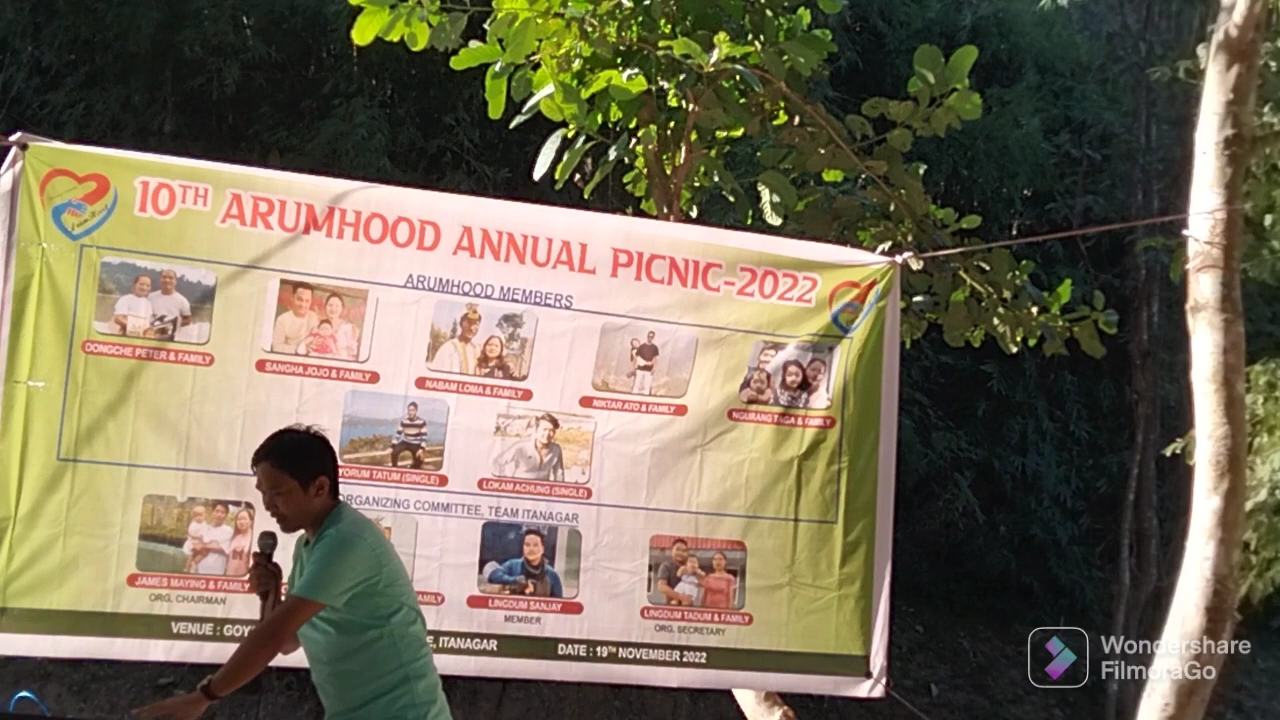 10TH ARUMHOOD ANNUAL PICNIC-2022
ARUMHOOD MEMBERS
DONGCHE PETER & FAMILY
SANGHA JOJO & FAMILY
NABAM LOMA & FAMILY
NIKTAR ATO & FAMILY
NGURANG TAGA & FAMILY
YORUM TATUM (SINGLE)
LOKAM ACHUNG (SINGLE)
ORGANIZING COMMITTEE, TEAM ITANAGAR
JAMES MAYING & FAMILY
LINGDUM SANJAY
LINGDUM TADUM & FAMILY
ORG. CHAIRMAN
MEMBER
ORG. SECRETARY
VENUE : ITANAGAR DATE : 19TH NOVEMBER 2022
Wondershare
FilmoraGo